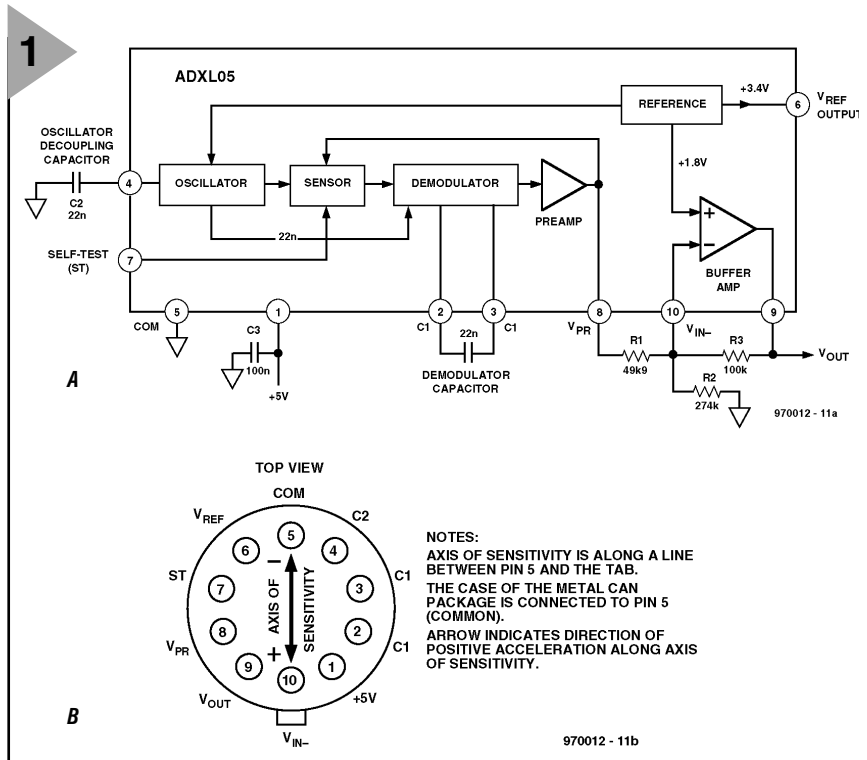 1
ADXL05
REFERENCE
+3.4V
6
VREF
OUTPUT
OSCILLATOR
DECOUPLING
CAPACITOR
+1.8V
4
C2
22n
OSCILLATOR
SENSOR
DEMODULATOR
PREAMP
+
−
BUFFER
AMP
22n
SELF-TEST
(ST)
7
5
1
2
3
8
10
9
COM
C1
22n
C1
VPR
VIN–
C3
100n
+5V
DEMODULATOR
CAPACITOR
R1
49k9
R3
100k
VOUT
R2
274k
A
970012 - 11a
TOP VIEW
COM
VREF
C2
5
6
4
ST
C1
7
3
−
AXIS OF
SENSITIVITY
+
8
2
VPR
C1
9
1
10
VOUT
+5V
VIN–
B
NOTES:
AXIS OF SENSITIVITY IS ALONG A LINE
BETWEEN PIN 5 AND THE TAB.
THE CASE OF THE METAL CAN
PACKAGE IS CONNECTED TO PIN 5
(COMMON).
ARROW INDICATES DIRECTION OF
POSITIVE ACCELERATION ALONG AXIS
OF SENSITIVITY.
970012 - 11b